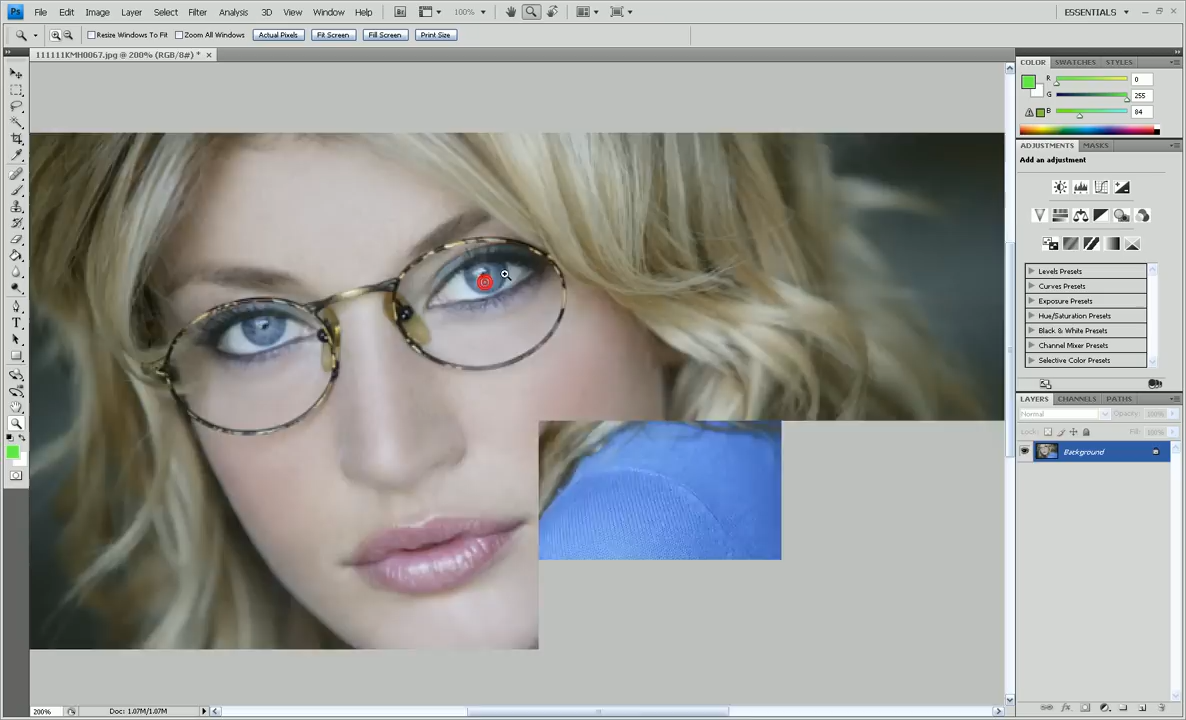 Ps File Edit Image Layer Select Filter Analysis 3D View Window Help 100% ESSENTIALS
Resize Windows To Fit Zoom All Windows Actual Pixels Fit Screen Fill Screen Print Size
111111KMH0067.jpg @ 200% (RGB/8#) * ×
COLOR SWATCHES STYLES
R 0
G 255
B 84
ADJUSTMENTS MASKS
Add an adjustment
Levels Presets
Curves Presets
Exposure Presets
Hue/Saturation Presets
Black & White Presets
Channel Mixer Presets
Selective Color Presets
LAYERS CHANNELS PATHS
Normal Opacity: 100%
Lock: Fill: 100%
Background
200% Doc: 1.07M/1.07M